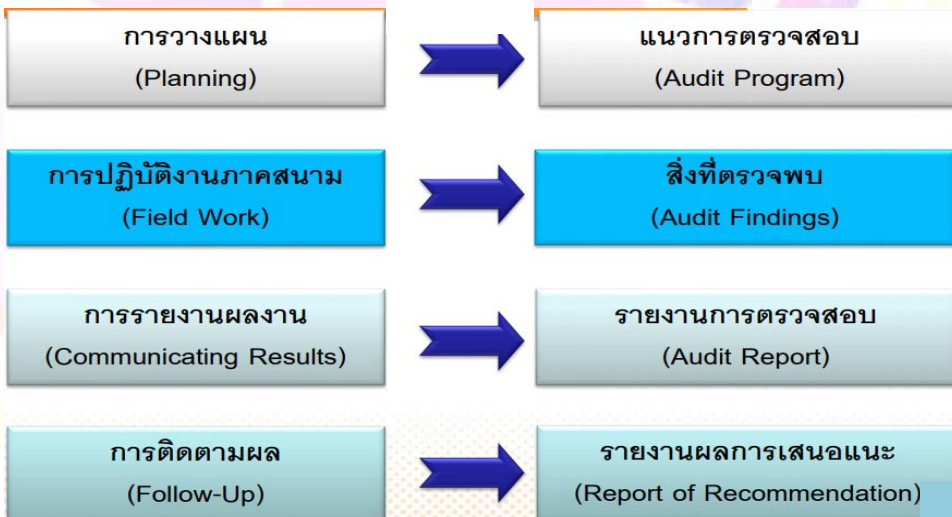 การวางแผน
(Planning)
แนวการตรวจสอบ
(Audit Program)
การปฏิบัติงานภาคสนาม
(Field Work)
สิ่งที่ตรวจพบ
(Audit Findings)
การรายงานผลงาน
(Communicating Results)
รายงานการตรวจสอบ
(Audit Report)
การติดตามผล
(Follow-Up)
รายงานผลการเสนอแนะ
(Report of Recommendation)